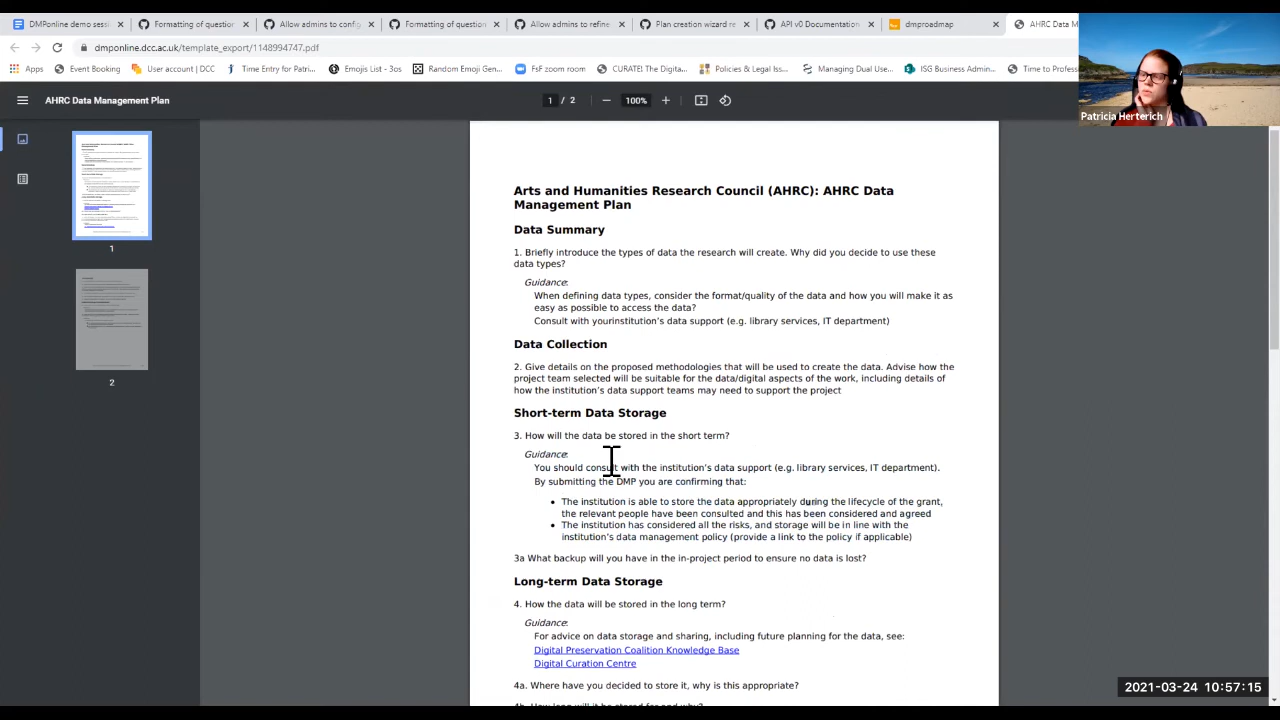 DMPonline demo sessi
Formatting of question
Allow admins to config
Formatting of question
Allow admins to refine
Plan creation wizard re
API v0 Documentation
dmproadmap
AHRC Data M
dmponline.dcc.ac.uk/template_export/1148994747.pdf
Apps
Event Booking
User account | DCC
Time Entry for Patri...
Emojis List - 3os
Random Emoji Gen...
FsF zoom room
CURATE! The Digita...
Policies & Legal Iss...
Managing Dual Use...
ISG Business Admin...
Time to Profess
AHRC Data Management Plan
1 / 2
100%
Patricia Herterich
1
2
Arts and Humanities Research Council (AHRC): AHRC Data
Management Plan
Data Summary
1. Briefly introduce the types of data the research will create. Why did you decide to use these
data types?
Guidance:
When defining data types, consider the format/quality of the data and how you will make it as
easy as possible to access the data?
Consult with yourinstitution's data support (e.g. library services, IT department)
Data Collection
2. Give details on the proposed methodologies that will be used to create the data. Advise how the
project team selected will be suitable for the data/digital aspects of the work, including details of
how the institution's data support teams may need to support the project
Short-term Data Storage
3. How will the data be stored in the short term?
Guidance:
You should consult with the institution's data support (e.g. library services, IT department).
By submitting the DMP you are confirming that:
• The institution is able to store the data appropriately during the lifecycle of the grant,
the relevant people have been consulted and this has been considered and agreed
• The institution has considered all the risks, and storage will be in line with the
institution's data management policy (provide a link to the policy if applicable)
3a What backup will you have in the in-project period to ensure no data is lost?
Long-term Data Storage
4. How the data will be stored in the long term?
Guidance:
For advice on data storage and sharing, including future planning for the data, see:
Digital Preservation Coalition Knowledge Base
Digital Curation Centre
4a. Where have you decided to store it, why is this appropriate?
4b. How long will it be stored for and why?
2021-03-24 10:57:15